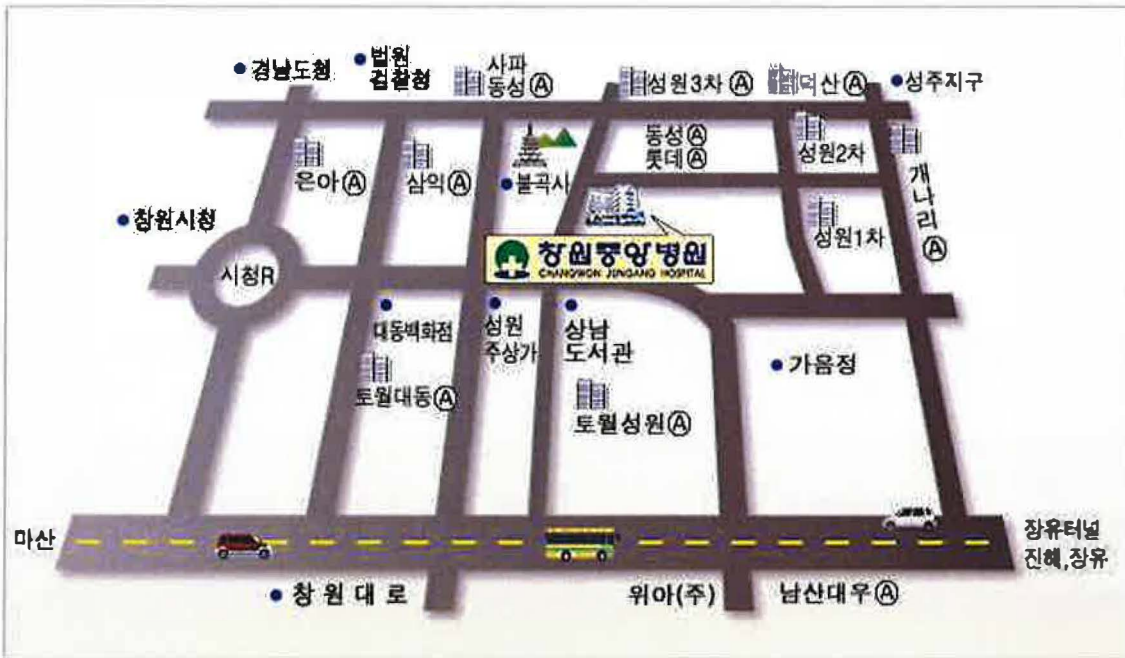 경남도청
법원
검찰청
사파
동성Ⓐ
성원3차Ⓐ
덕산Ⓐ
성주지구
은아Ⓐ
삼익Ⓐ
불곡사
동성Ⓐ
롯데Ⓐ
성원2차
개나리Ⓐ
창원시청
시청R
창원중앙병원
CHANGWON JUNGANG HOSPITAL
성원1차
대동백화점
성원
주상가
상남
도서관
가음정
토월대동Ⓐ
토월성원Ⓐ
마산
장유터널
진해,장유
창원대로
위아(주)
남산대우Ⓐ